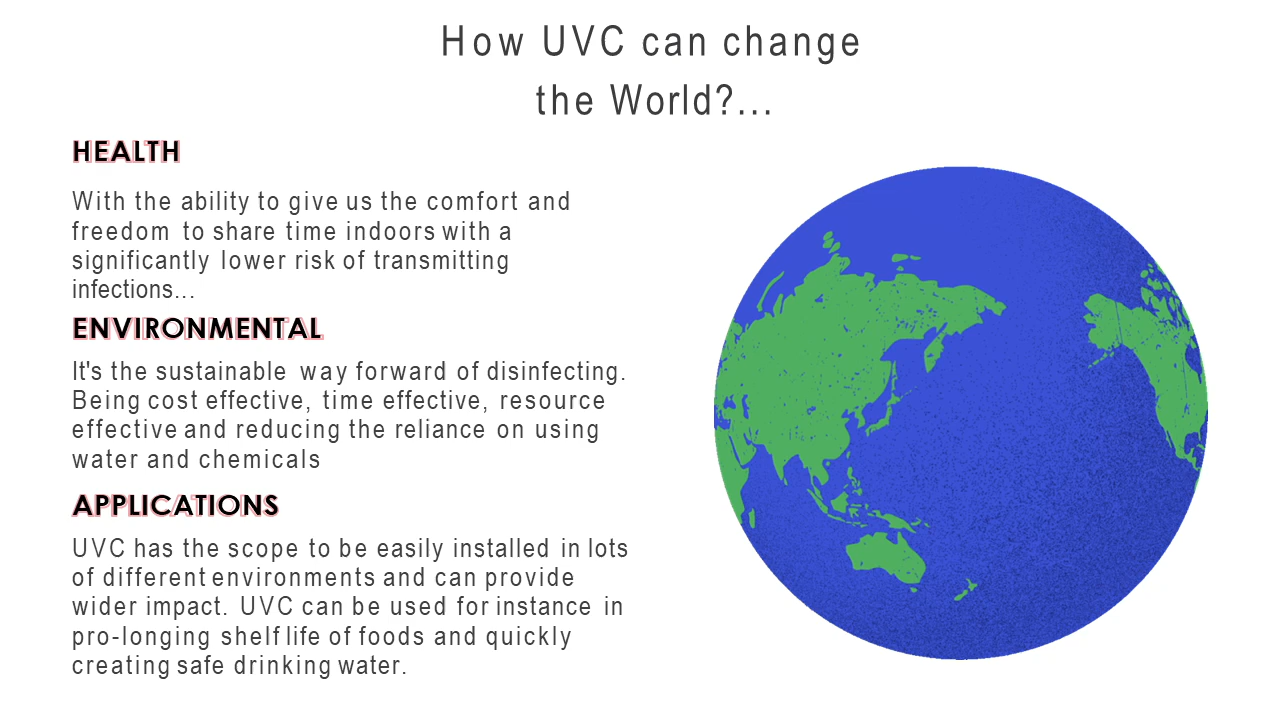 How UVC can change
the World?...
HEALTH
With the ability to give us the comfort and
freedom to share time indoors with a
significantly lower risk of transmitting
infections...
ENVIRONMENTAL
It's the sustainable way forward of disinfecting.
Being cost effective, time effective, resource
effective and reducing the reliance on using
water and chemicals
APPLICATIONS
UVC has the scope to be easily installed in lots
of different environments and can provide
wider impact. UVC can be used for instance in
pro-longing shelf life of foods and quickly
creating safe drinking water.